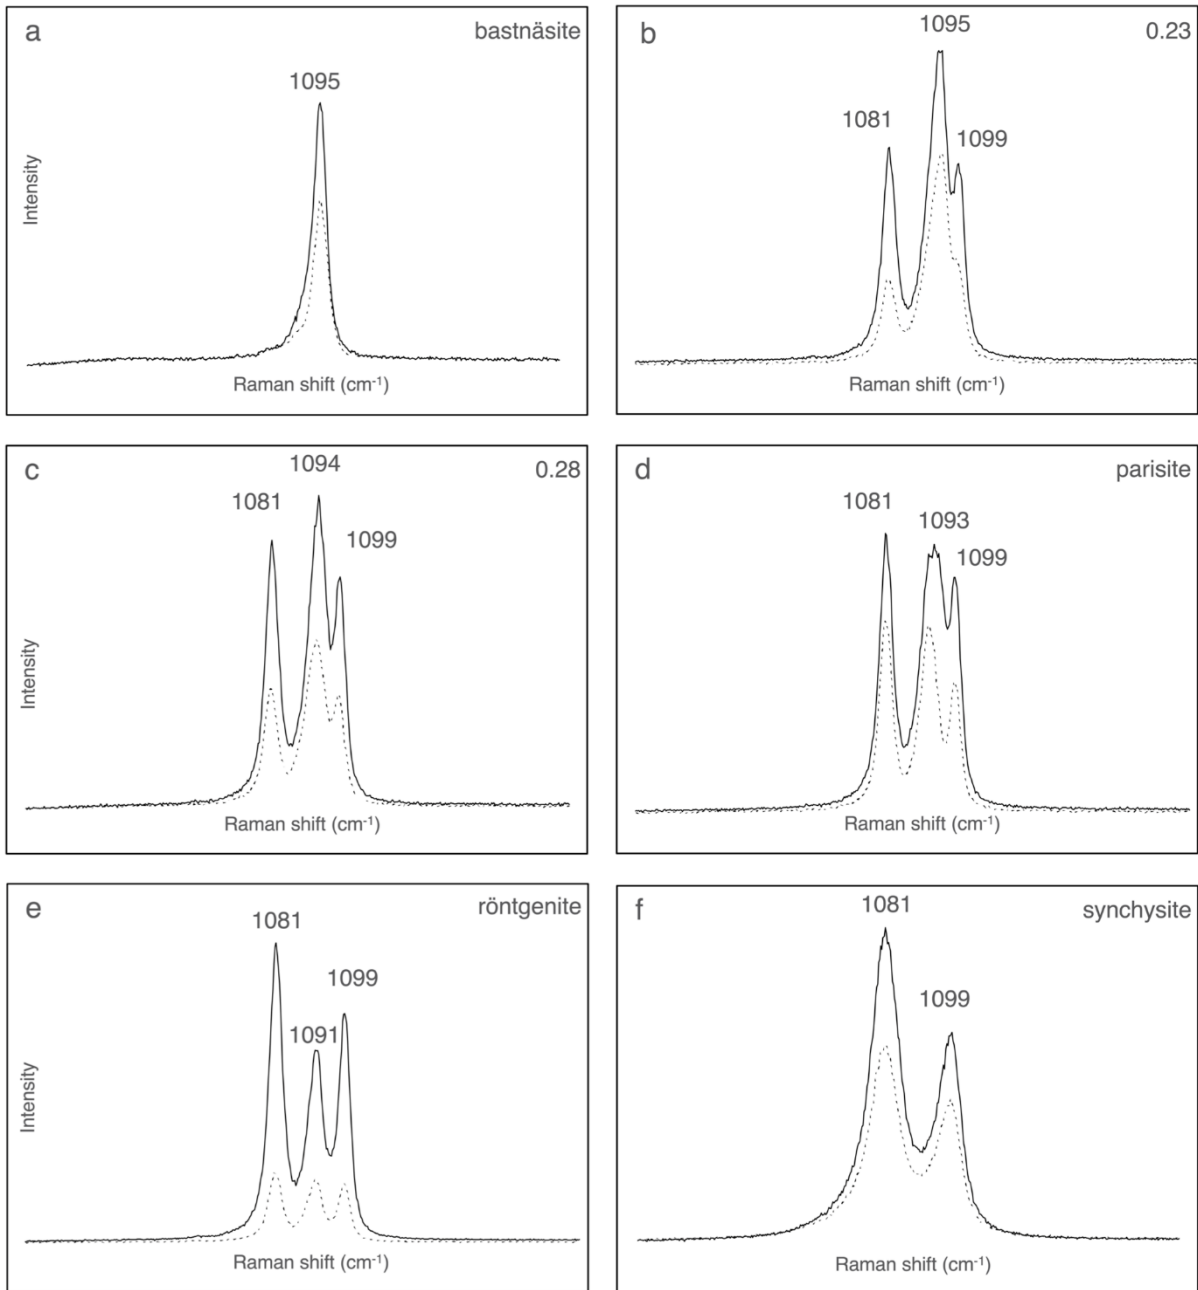 a
bastnäsite
1095
Intensity
Raman shift (cm⁻¹)
b
0.23
1095
1081
1099
Raman shift (cm⁻¹)
c
0.28
1094
1081
1099
Intensity
Raman shift (cm⁻¹)
d
parisite
1081
1093
1099
Raman shift (cm⁻¹)
e
röntgenite
1081
1099
1091
Intensity
Raman shift (cm⁻¹)
f
synchysite
1081
1099
Raman shift (cm⁻¹)